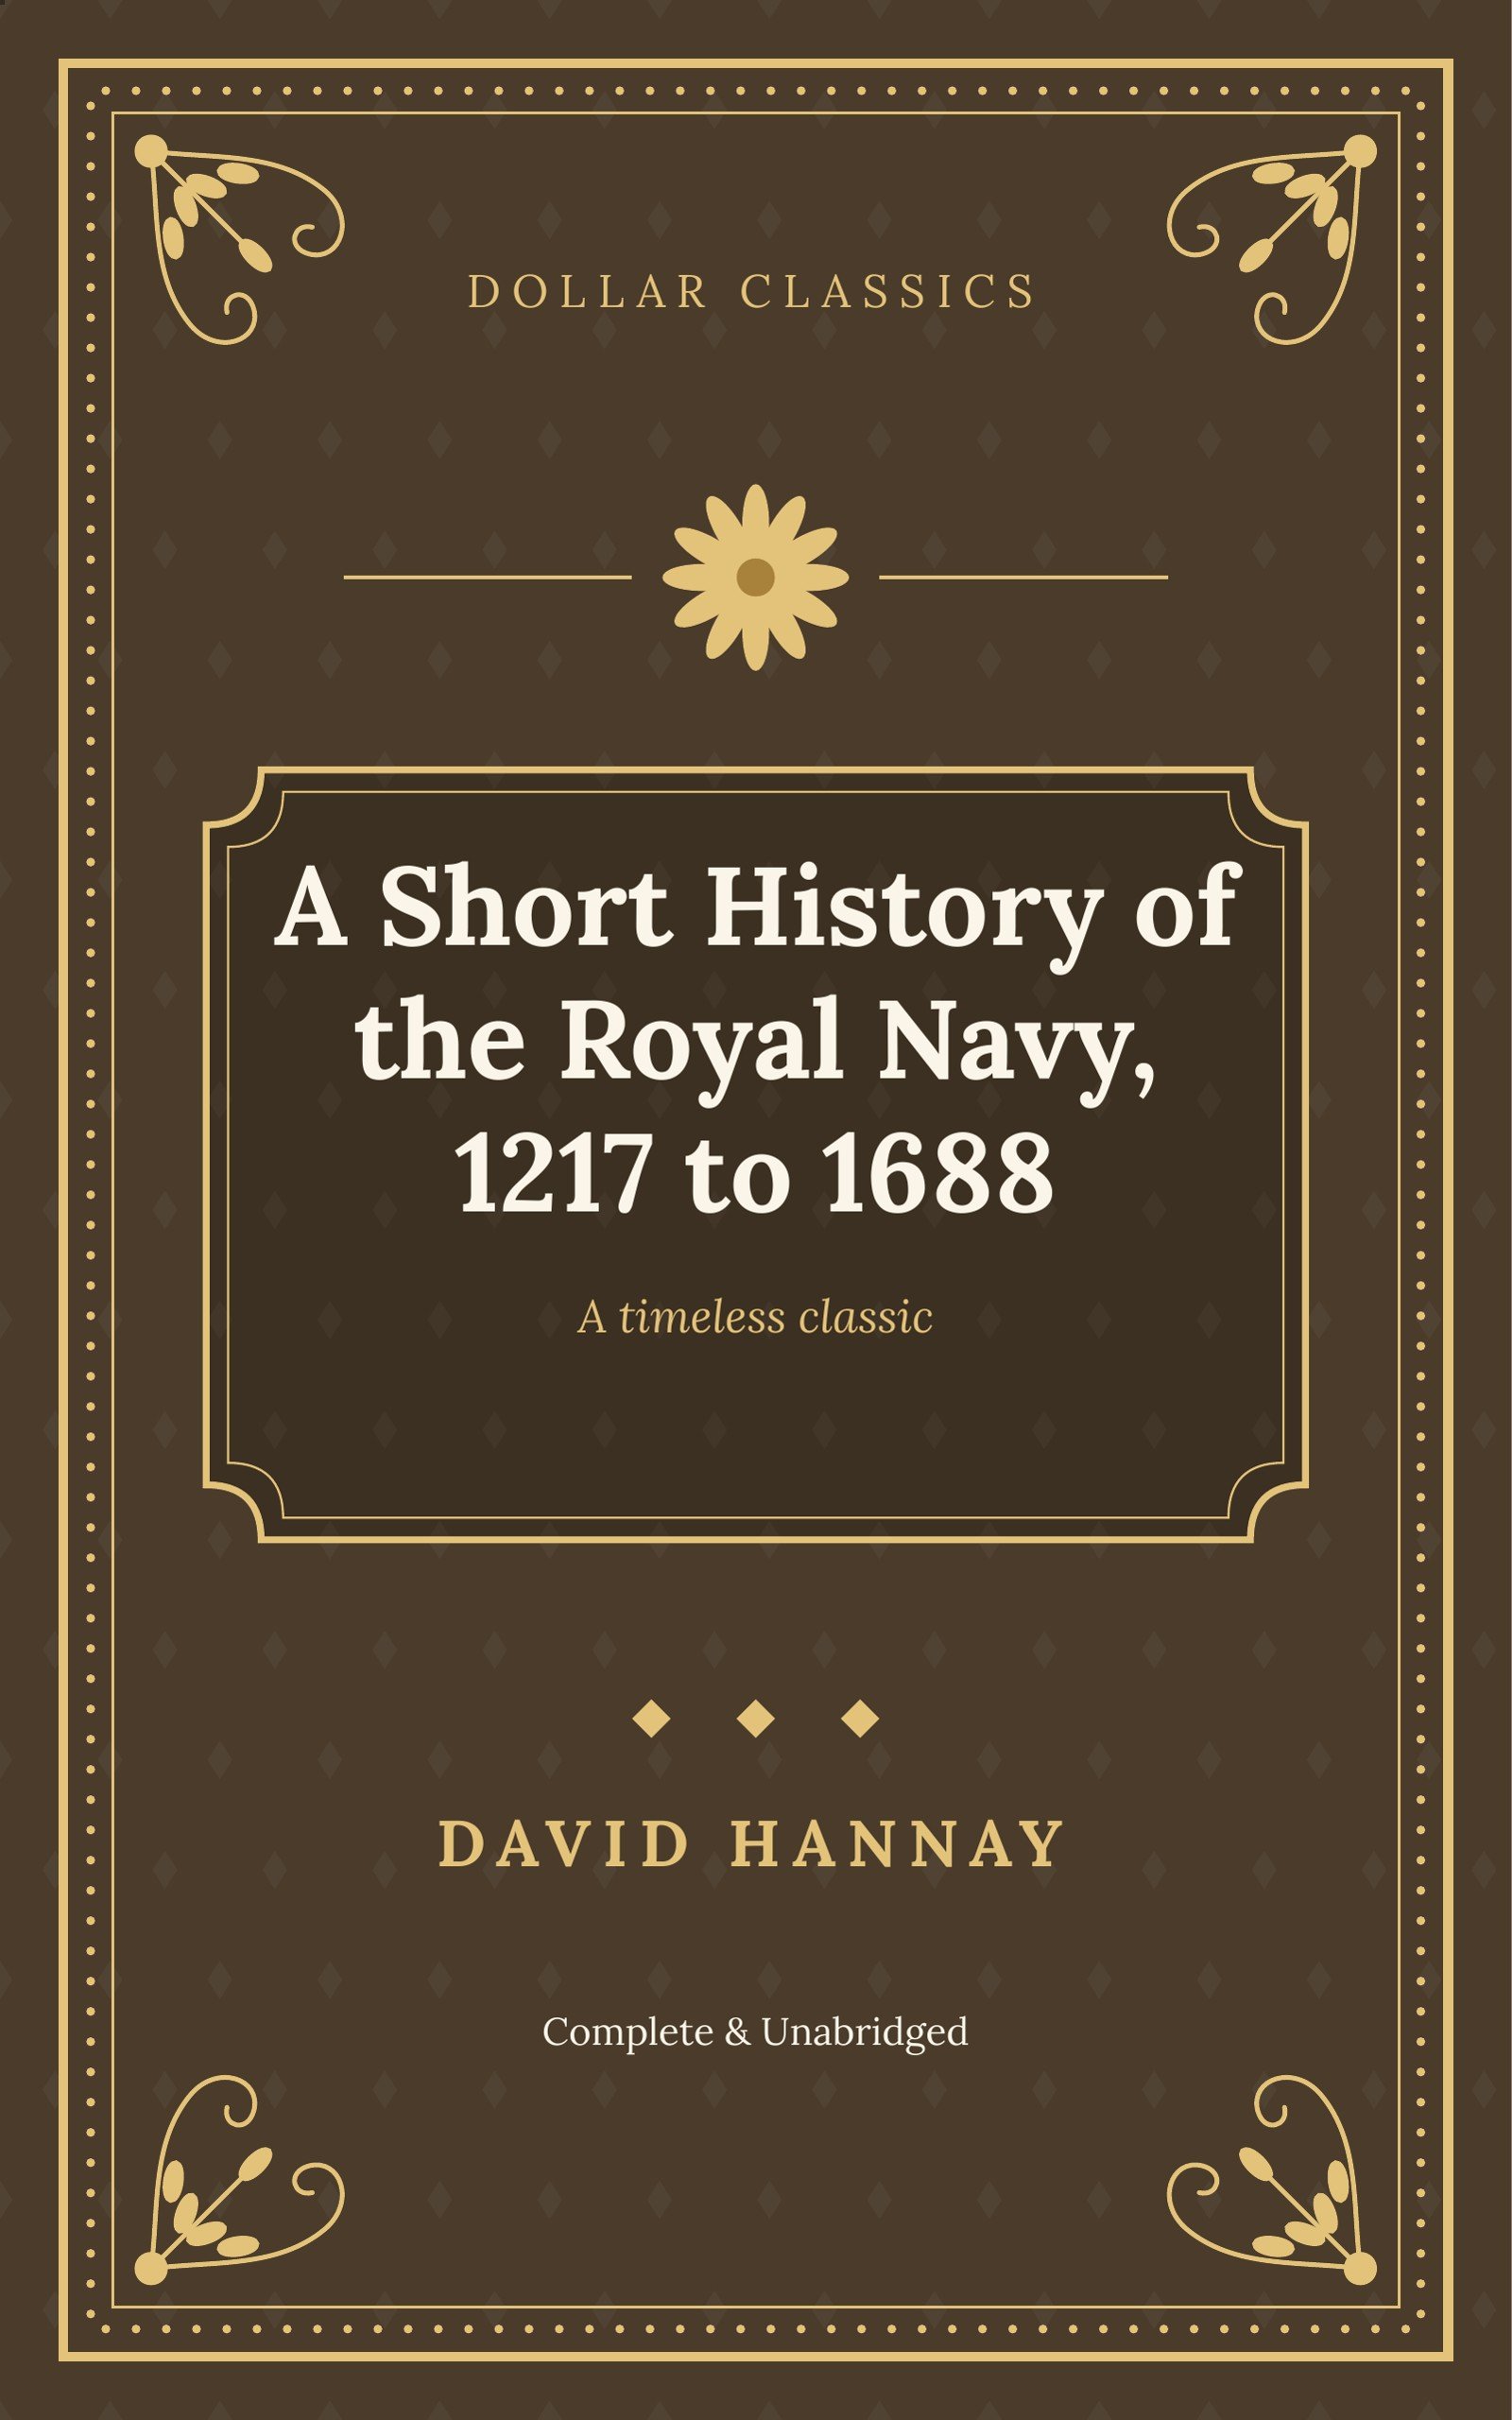 DOLLAR CLASSICS
A Short History of
the Royal Navy,
1217 to 1688
A timeless classic
DAVID HANNAY
Complete & Unabridged